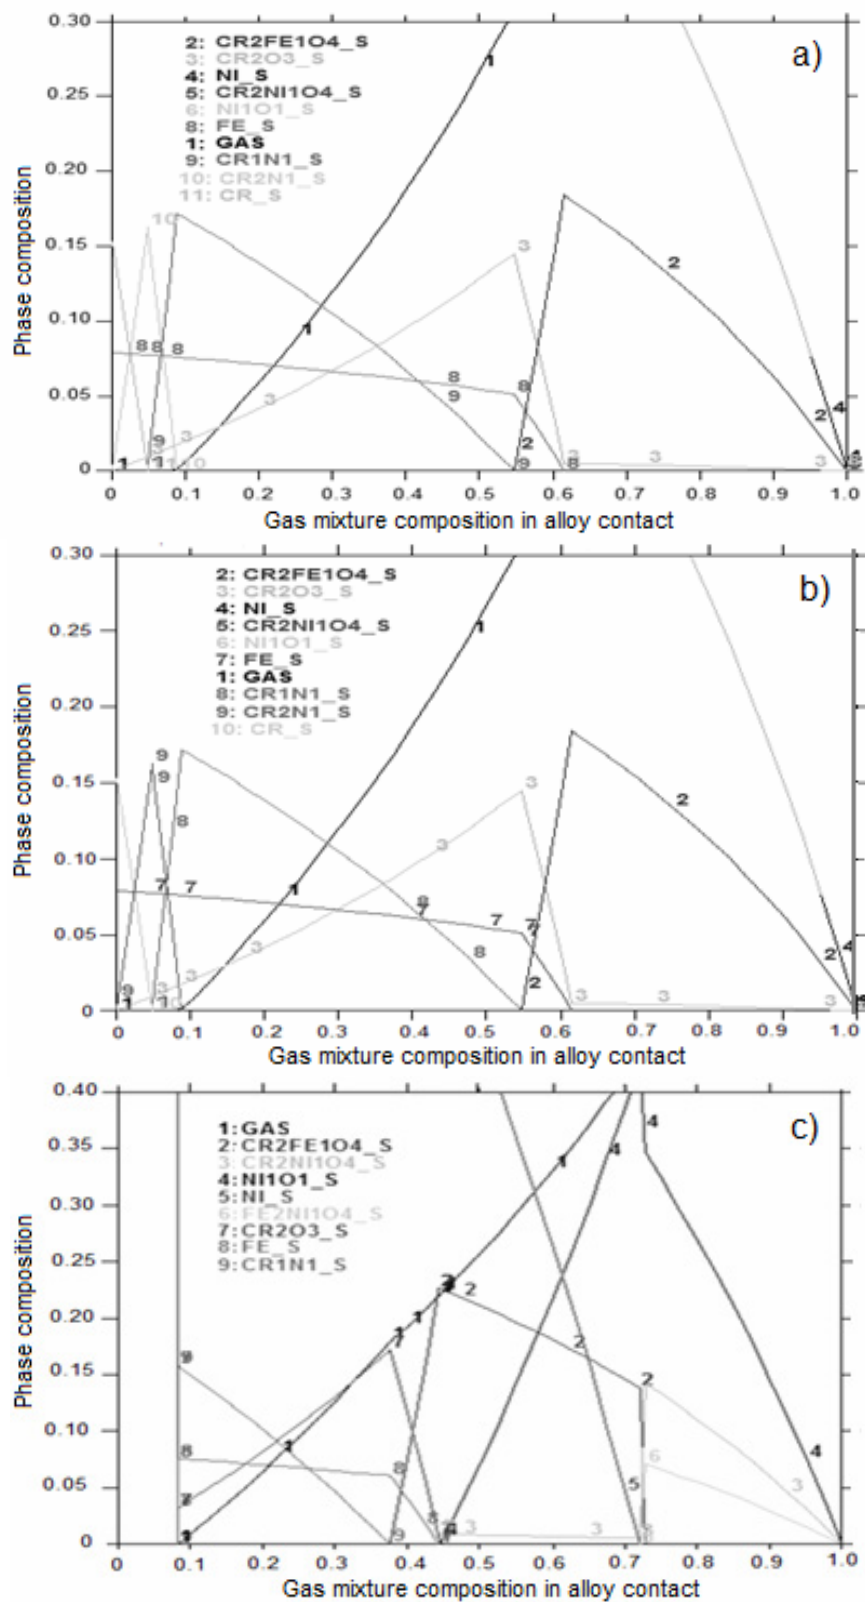 a)
2: CR2FE1O4_S
3: CR2O3_S
4: NI_S
5: CR2NI1O4_S
6: NI1O1_S
8: FE_S
1: GAS
9: CR1N1_S
10: CR2N1_S
11: CR_S
Phase composition
0.30
0.25
0.20
0.15
0.10
0.05
0
0 0.1 0.2 0.3 0.4 0.5 0.6 0.7 0.8 0.9 1.0
Gas mixture composition in alloy contact
b)
2: CR2FE1O4_S
3: CR2O3_S
4: NI_S
5: CR2NI1O4_S
6: NI1O1_S
7: FE_S
1: GAS
8: CR1N1_S
9: CR2N1_S
10: CR_S
Phase composition
0.30
0.25
0.20
0.15
0.10
0.05
0
0 0.1 0.2 0.3 0.4 0.5 0.6 0.7 0.8 0.9 1.0
Gas mixture composition in alloy contact
c)
1: GAS
2: CR2FE1O4_S
3: CR2NI1O4_S
4: NI1O1_S
5: NI_S
6: FE2NI1O4_S
7: CR2O3_S
8: FE_S
9: CR1N1_S
Phase composition
0.40
0.35
0.30
0.25
0.20
0.15
0.10
0.05
0
0 0.1 0.2 0.3 0.4 0.5 0.6 0.7 0.8 0.9 1.0
Gas mixture composition in alloy contact